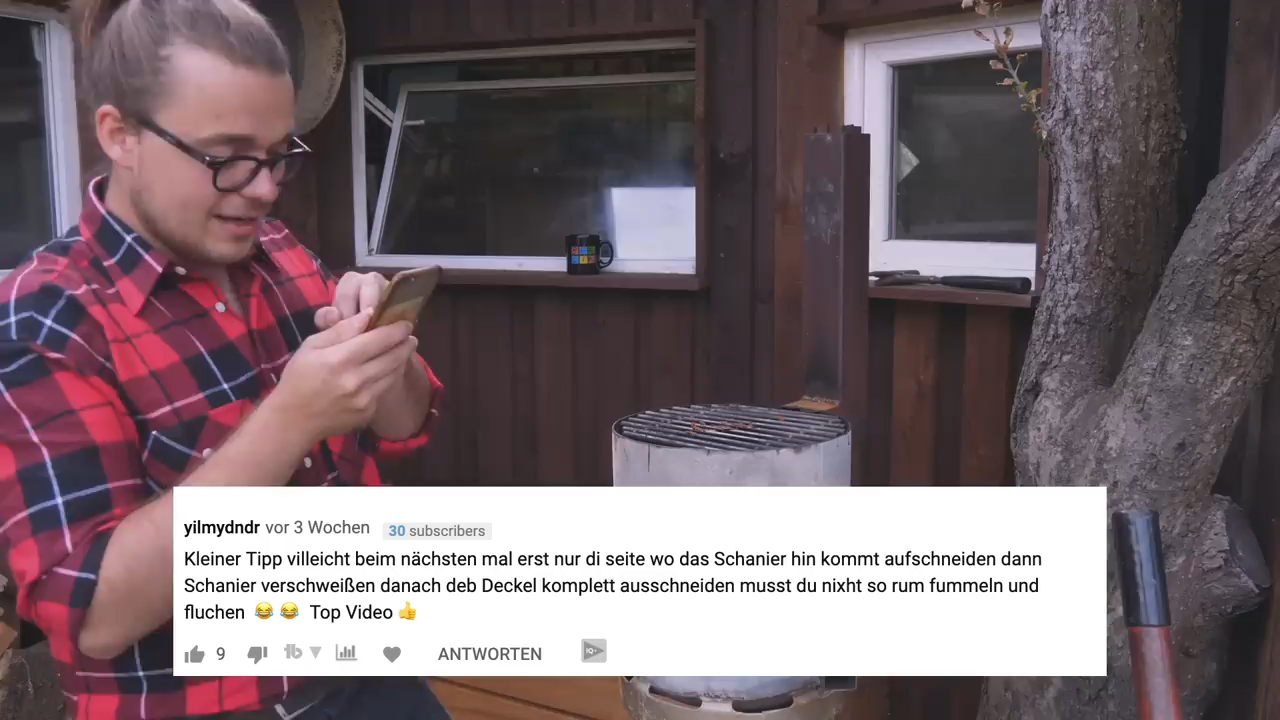 yilmydndr vor 3 Wochen 30 subscribers
Kleiner Tipp villeicht beim nächsten mal erst nur di seite wo das Schanier hin kommt aufschneiden dann
Schanier verschweißen danach deb Deckel komplett ausschneiden musst du nixht so rum fummeln und
fluchen 😂 😂 Top Video 👍
9 tb ANTWORTEN IQ+